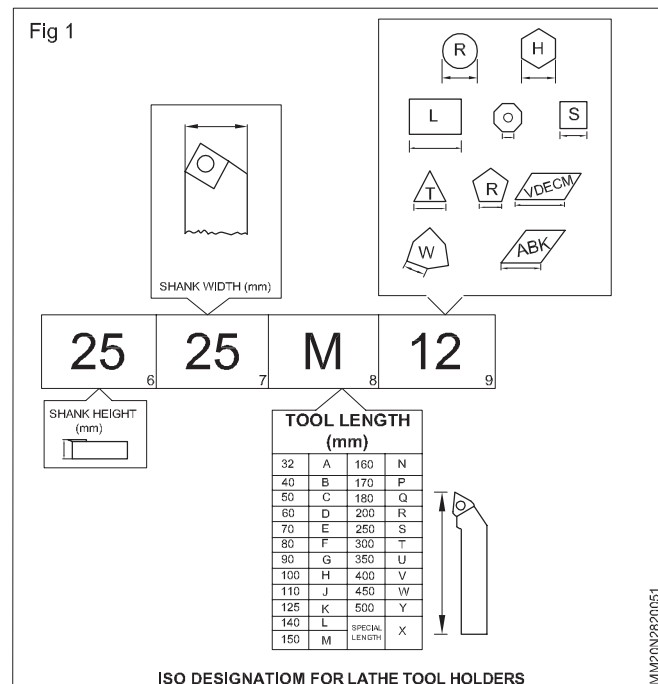 Fig 1
R H
L S
T R VDECM
W ABK
SHANK WIDTH (mm)
25 6 25 7 M 8 12 9
SHANK HEIGHT
(mm)
TOOL LENGTH
(mm)
32 A 160 N
40 B 170 P
50 C 180 Q
60 D 200 R
70 E 250 S
80 F 300 T
90 G 350 U
100 H 400 V
110 J 450 W
125 K 500 Y
140 L SPECIAL LENGTH X
150 M
MM20N2820051
ISO DESIGNATIOM FOR LATHE TOOL HOLDERS